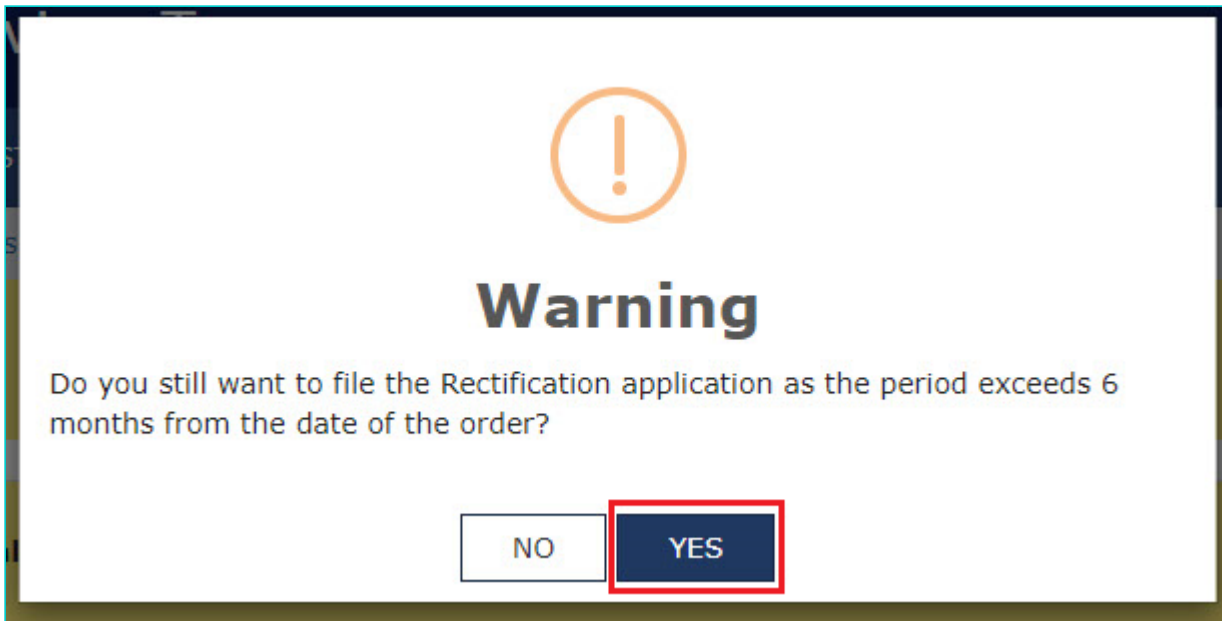 Warning
Do you still want to file the Rectification application as the period exceeds 6
months from the date of the order?
NO
YES